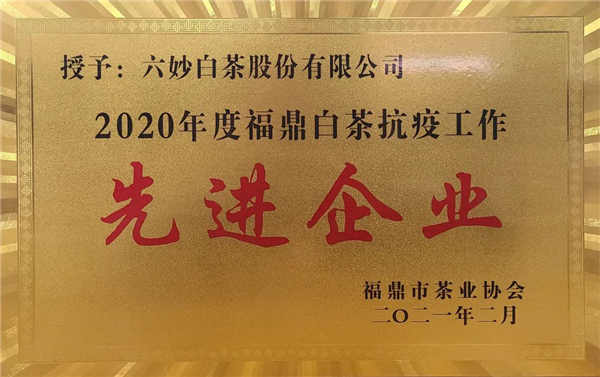 授予：六妙白茶股份有限公司
2020年度福鼎白茶抗疫工作
先进企业
福鼎市茶业协会
二〇二一年二月